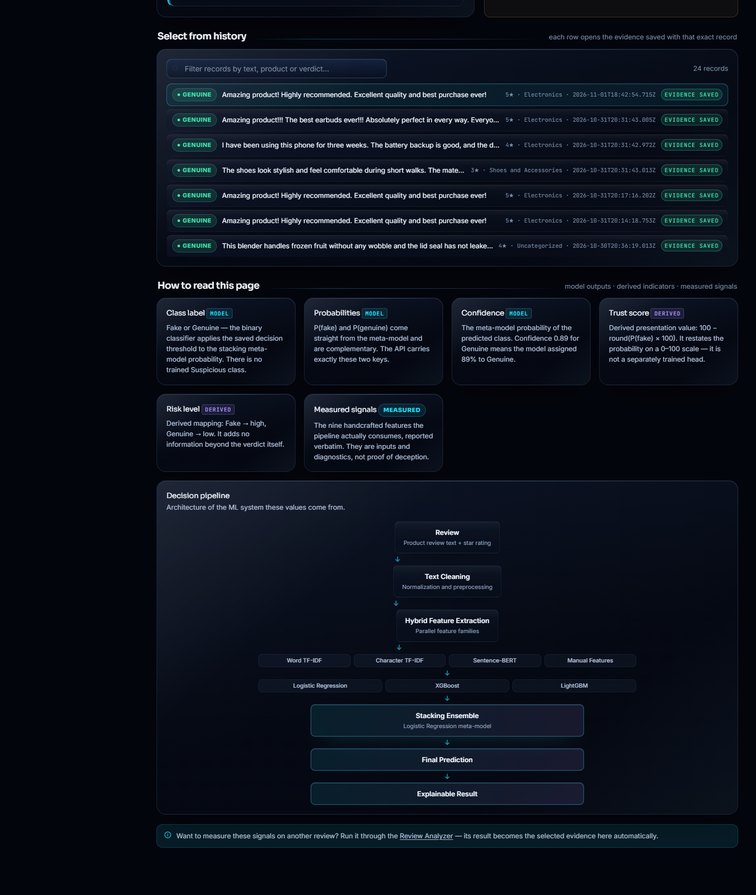 Select from history
each row opens the evidence saved with that exact record
Filter records by text, product or verdict...
24 records
GENUINE Amazing product! Highly recommended. Excellent quality and best purchase ever! 5★ · Electronics · 2026-11-01T18:42:54.715Z EVIDENCE SAVED
GENUINE Amazing product!!! The best earbuds ever!!! Absolutely perfect in every way. Everyo... 5★ · Electronics · 2026-10-31T20:31:43.005Z EVIDENCE SAVED
GENUINE I have been using this phone for three weeks. The battery backup is good, and the d... 4★ · Electronics · 2026-10-31T20:31:42.972Z EVIDENCE SAVED
GENUINE The shoes look stylish and feel comfortable during short walks. The mate... 3★ · Shoes and Accessories · 2026-10-31T20:31:43.013Z EVIDENCE SAVED
GENUINE Amazing product! Highly recommended. Excellent quality and best purchase ever! 5★ · Electronics · 2026-10-31T20:17:16.202Z EVIDENCE SAVED
GENUINE Amazing product! Highly recommended. Excellent quality and best purchase ever! 5★ · Electronics · 2026-10-31T20:14:18.753Z EVIDENCE SAVED
GENUINE This blender handles frozen fruit without any wobble and the lid seal has not leake... 4★ · Uncategorized · 2026-10-30T20:36:19.013Z EVIDENCE SAVED
How to read this page
model outputs · derived indicators · measured signals
Class label MODEL
Fake or Genuine — the binary
classifier applies the saved decision
threshold to the stacking meta-
model probability. There is no
trained Suspicious class.
Probabilities MODEL
P(fake) and P(genuine) come
straight from the meta-model and
are complementary. The API carries
exactly these two keys.
Confidence MODEL
The meta-model probability of the
predicted class. Confidence 0.89 for
Genuine means the model assigned
89% to Genuine.
Trust score DERIVED
Derived presentation value: 100 −
round(P(fake) × 100). It restates the
probability on a 0–100 scale — it is
not a separately trained head.
Risk level DERIVED
Derived mapping: Fake → high,
Genuine → low. It adds no
information beyond the verdict itself.
Measured signals MEASURED
The nine handcrafted features the
pipeline actually consumes, reported
verbatim. They are inputs and
diagnostics, not proof of deception.
Decision pipeline
Architecture of the ML system these values come from.
Review
Product review text + star rating
↓
Text Cleaning
Normalization and preprocessing
↓
Hybrid Feature Extraction
Parallel feature families
↓
Word TF-IDF Character TF-IDF Sentence-BERT Manual Features
↓
Logistic Regression XGBoost LightGBM
↓
Stacking Ensemble
Logistic Regression meta-model
↓
Final Prediction
↓
Explainable Result
Want to measure these signals on another review? Run it through the Review Analyzer — its result becomes the selected evidence here automatically.